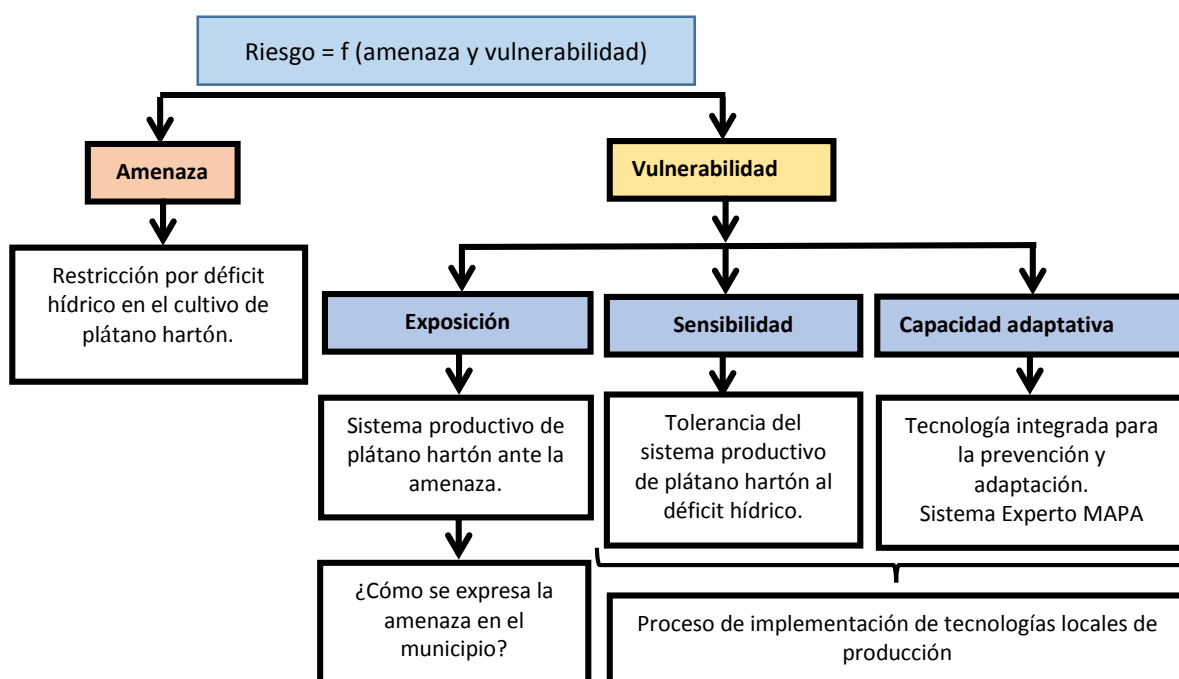 Riesgo = f (amenaza y vulnerabilidad)
Amenaza
Vulnerabilidad
Restricción por déficit
hídrico en el cultivo de
plátano hartón.
Exposición
Sensibilidad
Capacidad adaptativa
Sistema productivo de
plátano hartón ante la
amenaza.
Tolerancia del
sistema productivo
de plátano hartón al
déficit hídrico.
Tecnología integrada para
la prevención y
adaptación.
Sistema Experto MAPA
¿Cómo se expresa la
amenaza en el
municipio?
Proceso de implementación de tecnologías locales de
producción